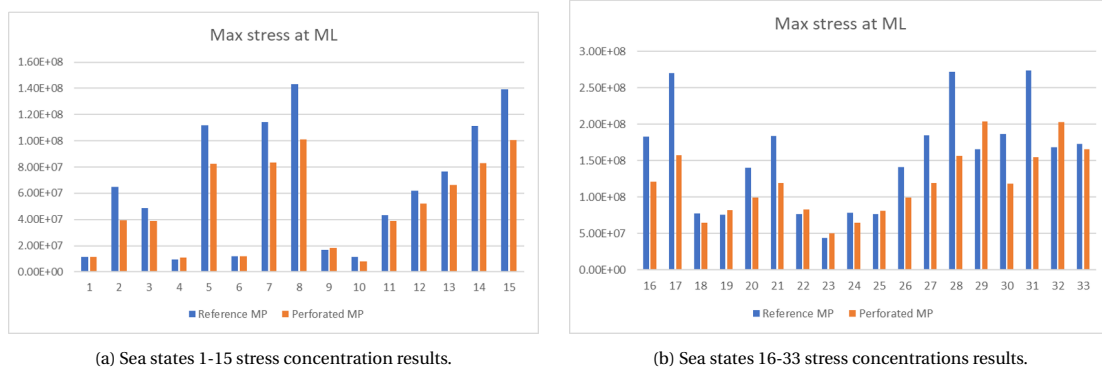 Max stress at ML
1.60E+08
1.40E+08
1.20E+08
1.00E+08
8.00E+07
6.00E+07
4.00E+07
2.00E+07
0.00E+00
1 2 3 4 5 6 7 8 9 10 11 12 13 14 15
Reference MP Perforated MP
(a) Sea states 1-15 stress concentration results.
Max stress at ML
3.00E+08
2.50E+08
2.00E+08
1.50E+08
1.00E+08
5.00E+07
0.00E+00
16 17 18 19 20 21 22 23 24 25 26 27 28 29 30 31 32 33
Reference MP Perforated MP
(b) Sea states 16-33 stress concentrations results.